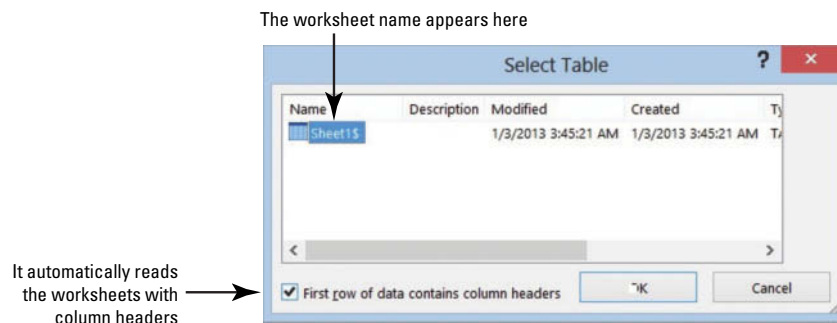 The worksheet name appears here
Select Table
?
×
Name Description Modified Created
Sheet1$ 1/3/2013 3:45:21 AM 1/3/2013 3:45:21 AM
<
>
It automatically reads
the worksheets with
column headers
First row of data contains column headers
Cancel